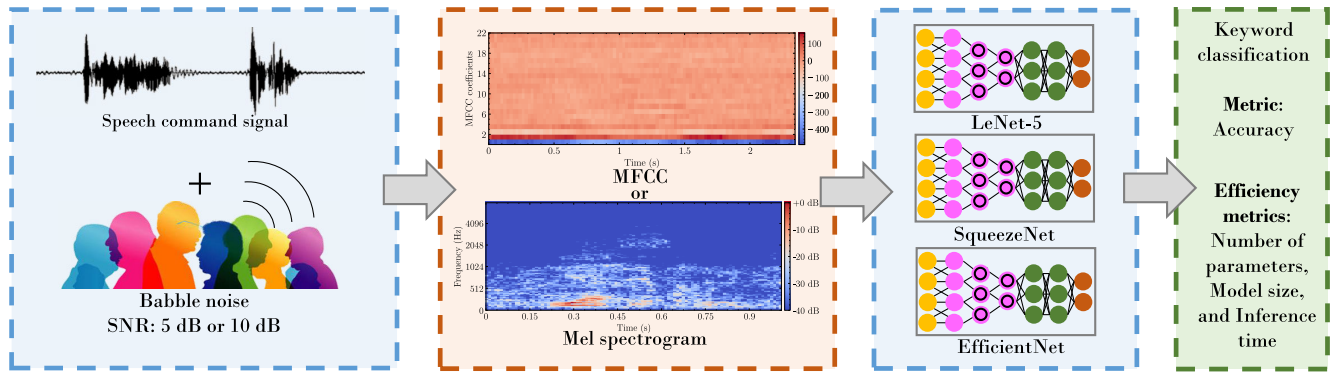 Speech command signal
+
Babble noise
SNR: 5 dB or 10 dB
22
18
14
10
6
2
MFCC coefficients
0
0.5
1
1.5
2
Time (s)
100
0
−100
−200
−300
−400
MFCC
or
4096
2048
1024
512
0
Frequency (Hz)
0
0.15
0.3
0.45
0.6
0.75
0.9
Time (s)
+0 dB
-10 dB
-20 dB
-30 dB
-40 dB
Mel spectrogram
LeNet-5
SqueezeNet
EfficientNet
Keyword
classification
Metric:
Accuracy
Efficiency
metrics:
Number of
parameters,
Model size,
and Inference
time